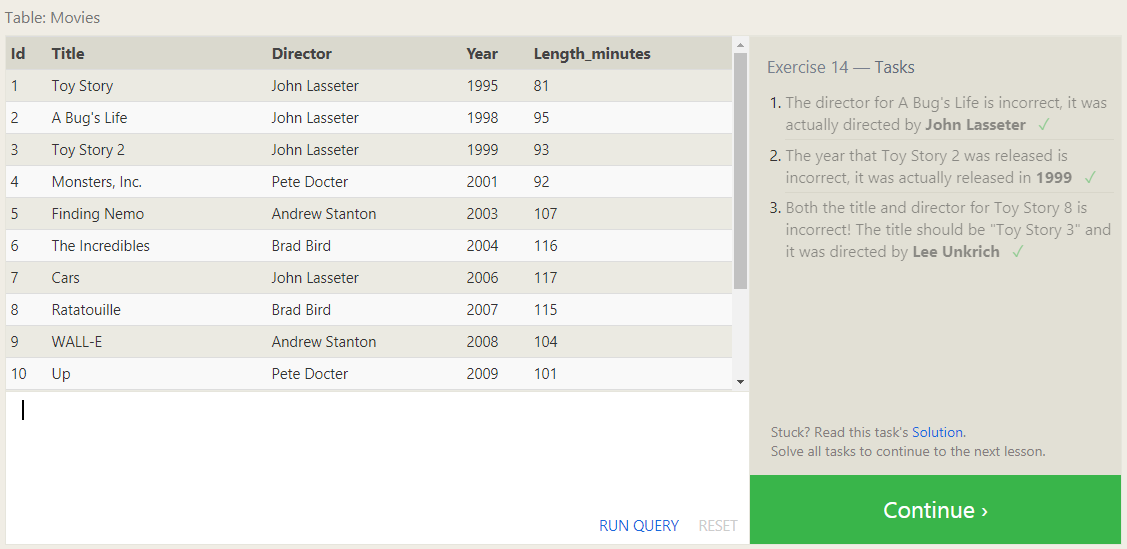 Table: Movies
Id Title Director Year Length_minutes
1 Toy Story John Lasseter 1995 81
2 A Bug's Life John Lasseter 1998 95
3 Toy Story 2 John Lasseter 1999 93
4 Monsters, Inc. Pete Docter 2001 92
5 Finding Nemo Andrew Stanton 2003 107
6 The Incredibles Brad Bird 2004 116
7 Cars John Lasseter 2006 117
8 Ratatouille Brad Bird 2007 115
9 WALL-E Andrew Stanton 2008 104
10 Up Pete Docter 2009 101
RUN QUERY RESET
Exercise 14 — Tasks
1. The director for A Bug's Life is incorrect, it was
actually directed by John Lasseter ✓
2. The year that Toy Story 2 was released is
incorrect, it was actually released in 1999 ✓
3. Both the title and director for Toy Story 8 is
incorrect! The title should be "Toy Story 3" and
it was directed by Lee Unkrich ✓
Stuck? Read this task's Solution.
Solve all tasks to continue to the next lesson.
Continue ›